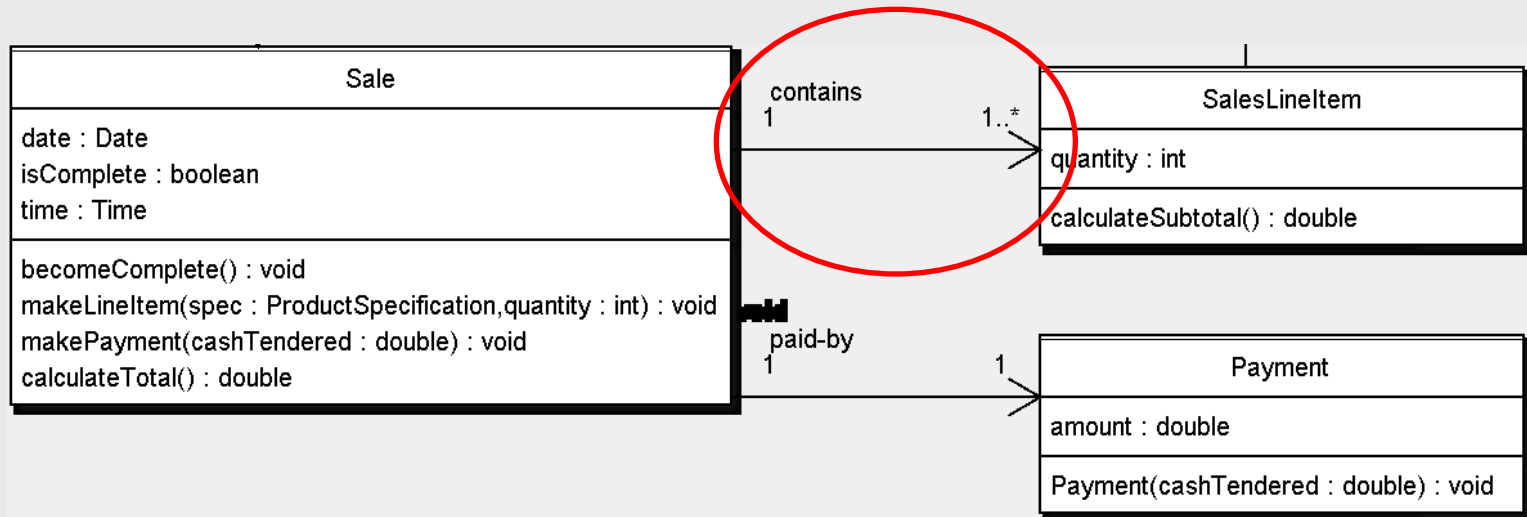 Sale
date : Date
isComplete : boolean
time : Time
becomeComplete() : void
makeLineItem(spec : ProductSpecification,quantity : int) : void
makePayment(cashTendered : double) : void
calculateTotal() : double
contains
1 1..*
SalesLineItem
quantity : int
calculateSubtotal() : double
paid-by
1 1
Payment
amount : double
Payment(cashTendered : double) : void